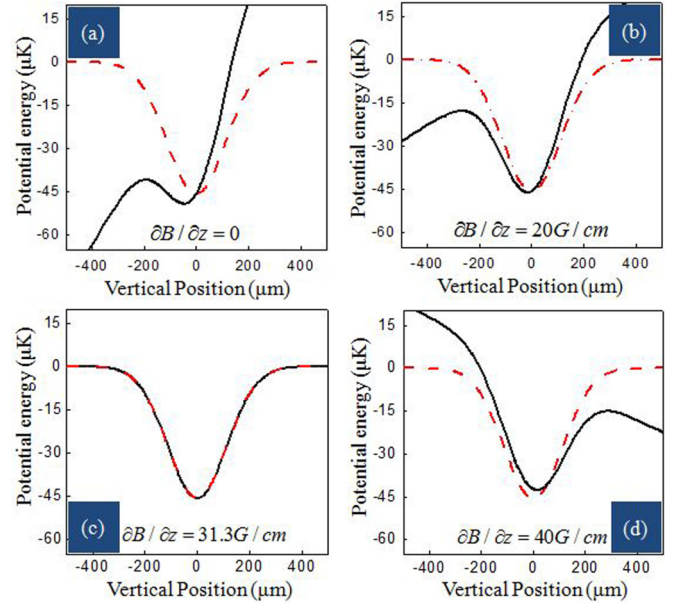 (a)
Potential energy (μK)
15
0
-15
-30
-45
-60
∂B / ∂z = 0
-400 -200 0 200 400
Vertical Position (μm)
(b)
Potential energy (μK)
15
0
-15
-30
-45
-60
∂B / ∂z = 20G / cm
-400 -200 0 200 400
Vertical Position (μm)
(c)
Potential energy (μK)
15
0
-15
-30
-45
-60
∂B / ∂z = 31.3G / cm
-400 -200 0 200 400
Vertical Position (μm)
(d)
Potential energy (μK)
15
0
-15
-30
-45
-60
∂B / ∂z = 40G / cm
-400 -200 0 200 400
Vertical Position (μm)